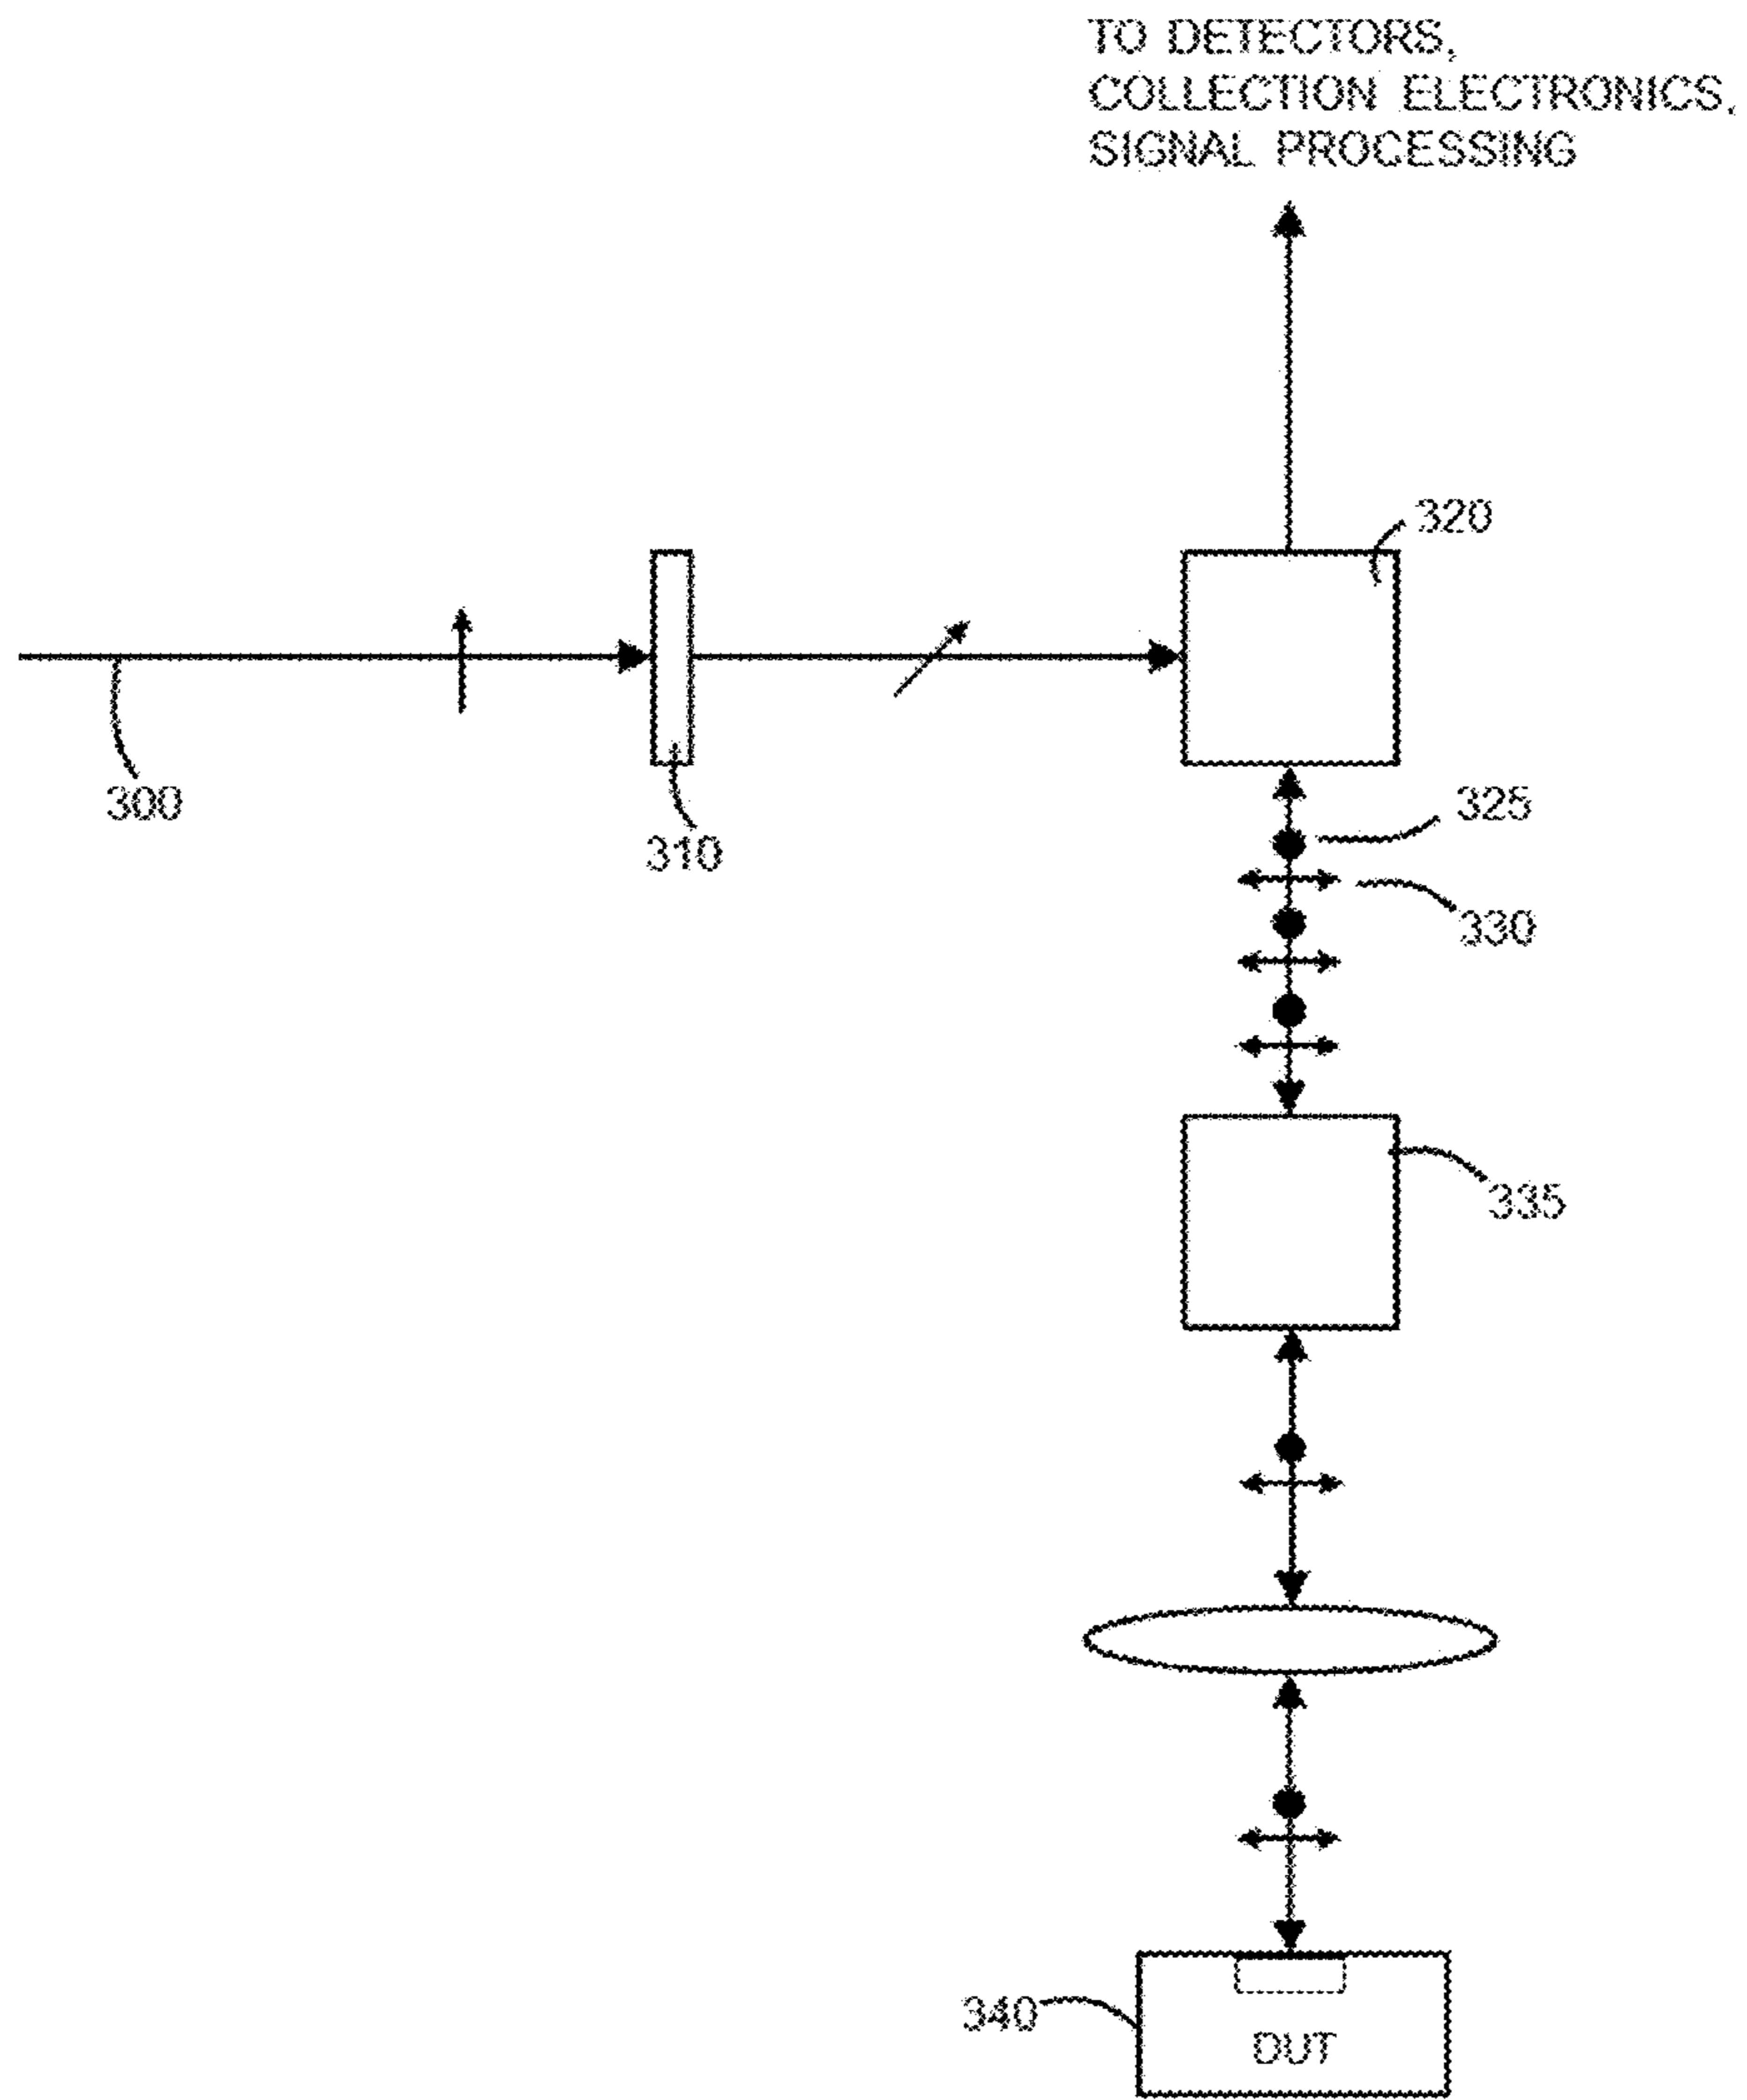 TO DETECTORS,
COLLECTION ELECTRONICS,
SIGNAL PROCESSING
320
300
310
325
330
335
340
DUT